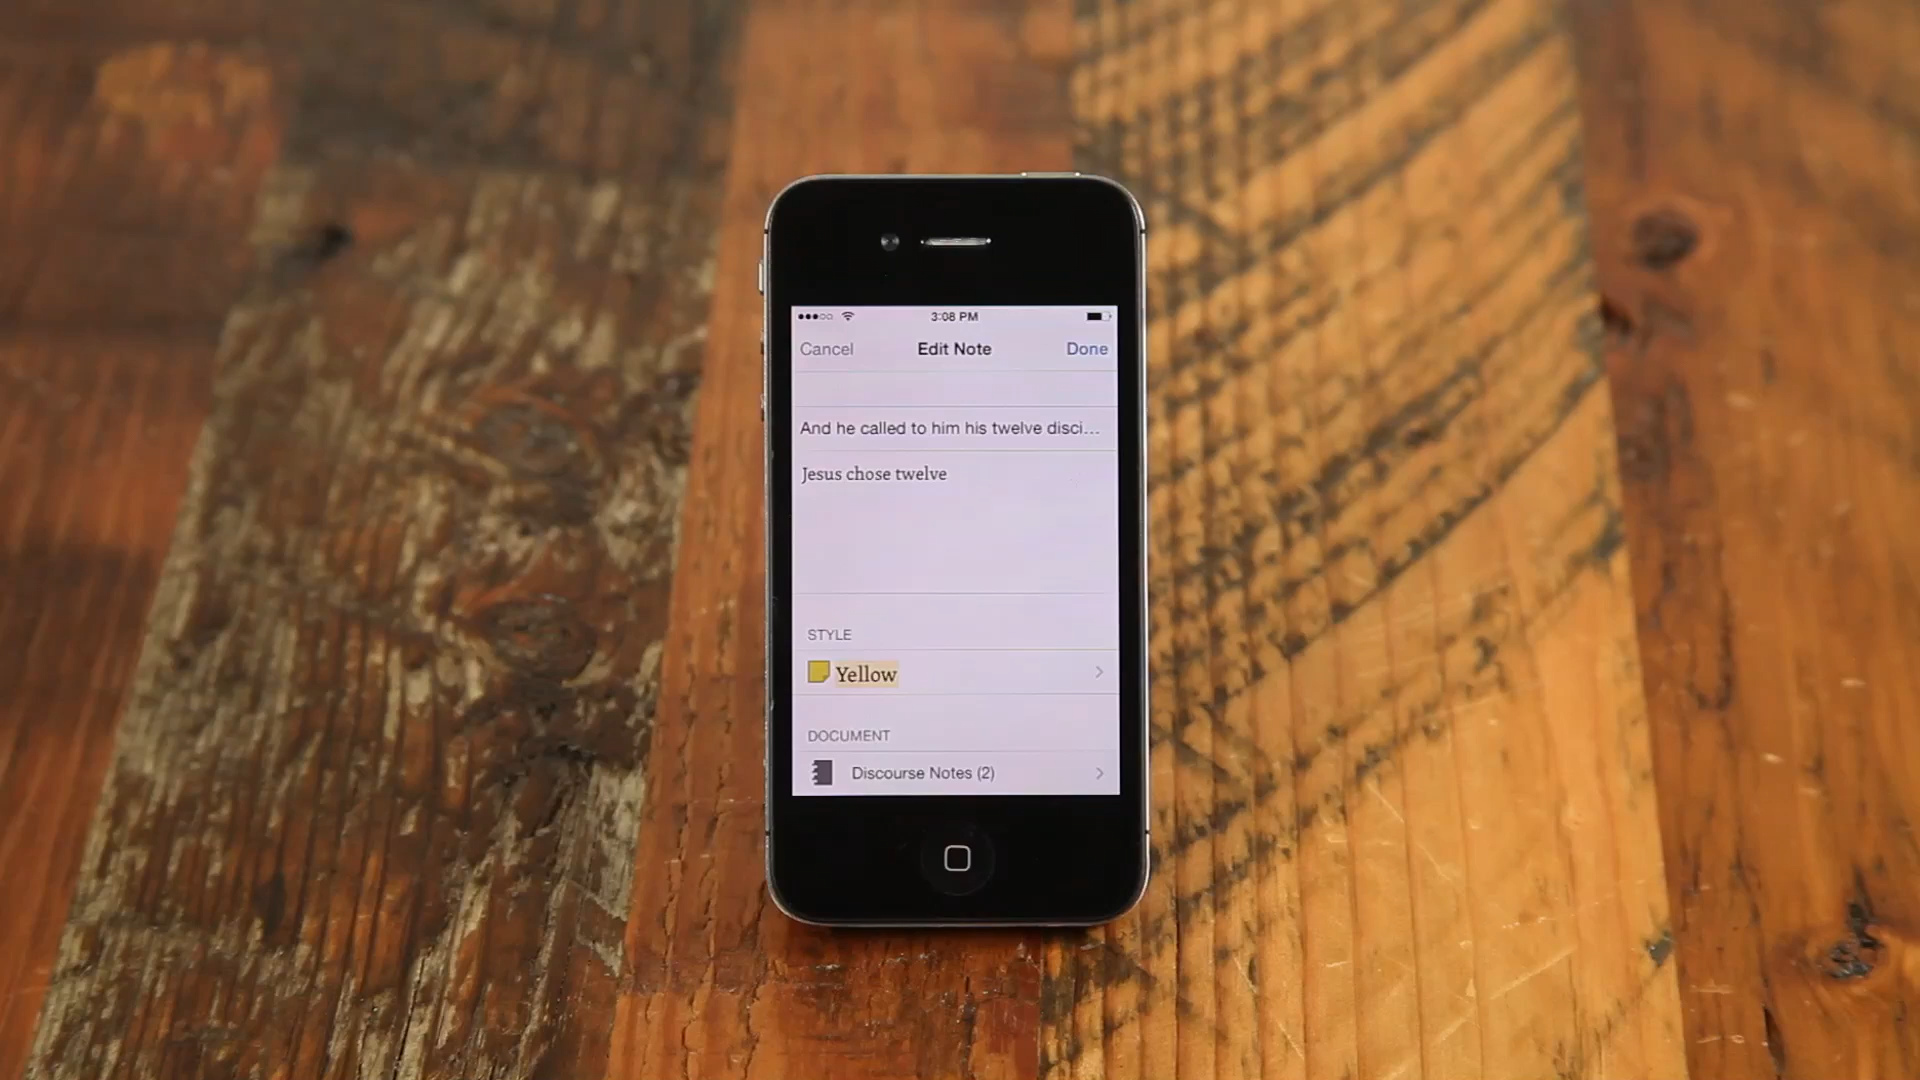 3:08 PM
Cancel Edit Note Done
And he called to him his twelve disci...
Jesus chose twelve
STYLE
Yellow
DOCUMENT
Discourse Notes (2)